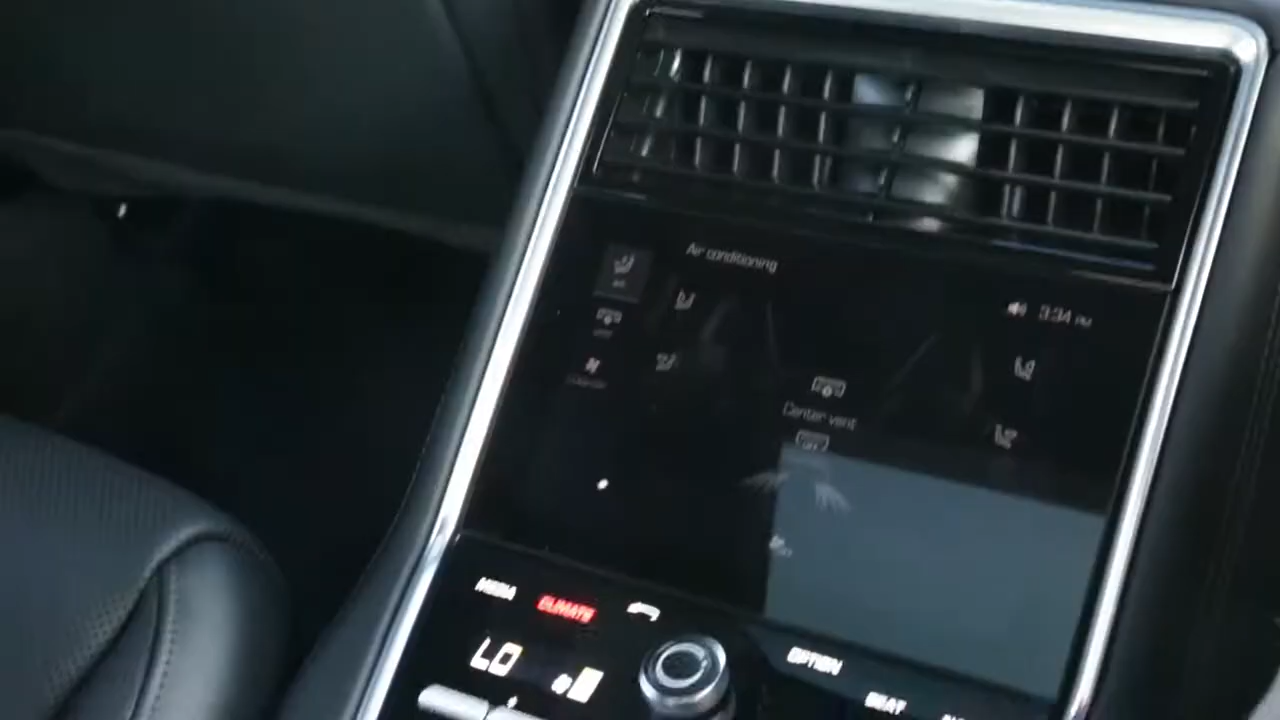 Air conditioning
3:34 PM
Center vent
MEDIA
CLIMATE
LO
OPTION
SEAT